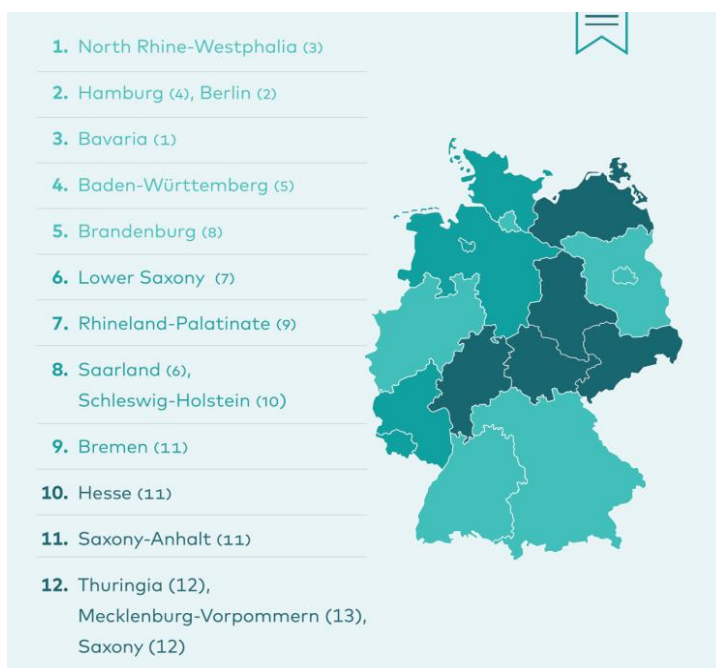 1. North Rhine-Westphalia (3)
2. Hamburg (4), Berlin (2)
3. Bavaria (1)
4. Baden-Württemberg (5)
5. Brandenburg (8)
6. Lower Saxony (7)
7. Rhineland-Palatinate (9)
8. Saarland (6),
Schleswig-Holstein (10)
9. Bremen (11)
10. Hesse (11)
11. Saxony-Anhalt (11)
12. Thuringia (12),
Mecklenburg-Vorpommern (13),
Saxony (12)